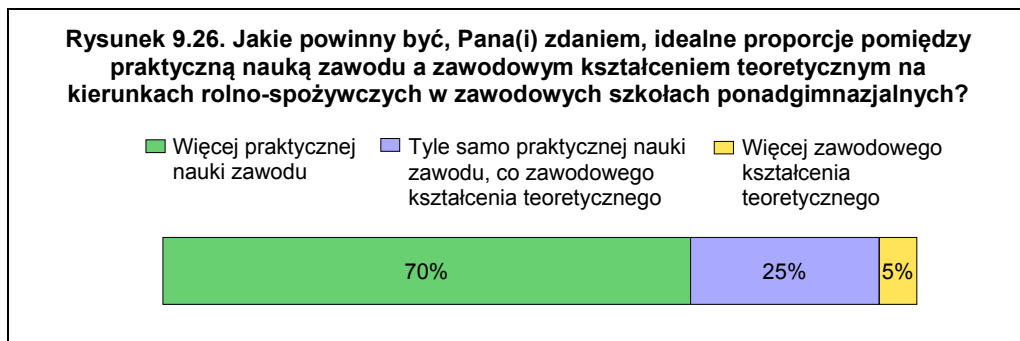 Rysunek 9.26. Jakie powinny być, Pana(i) zdaniem, idealne proporcje pomiędzy
praktyczną nauką zawodu a zawodowym kształceniem teoretycznym na
kierunkach rolno-spożywczych w zawodowych szkołach ponadgimnazjalnych?
Więcej praktycznej
nauki zawodu
Tyle samo praktycznej nauki
zawodu, co zawodowego
kształcenia teoretycznego
Więcej zawodowego
kształcenia
teoretycznego
70%
25%
5%